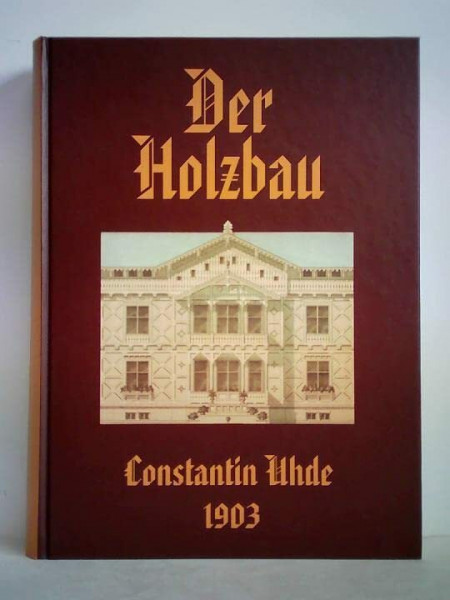 Der
Holzbau
Constantin Uhde
1903